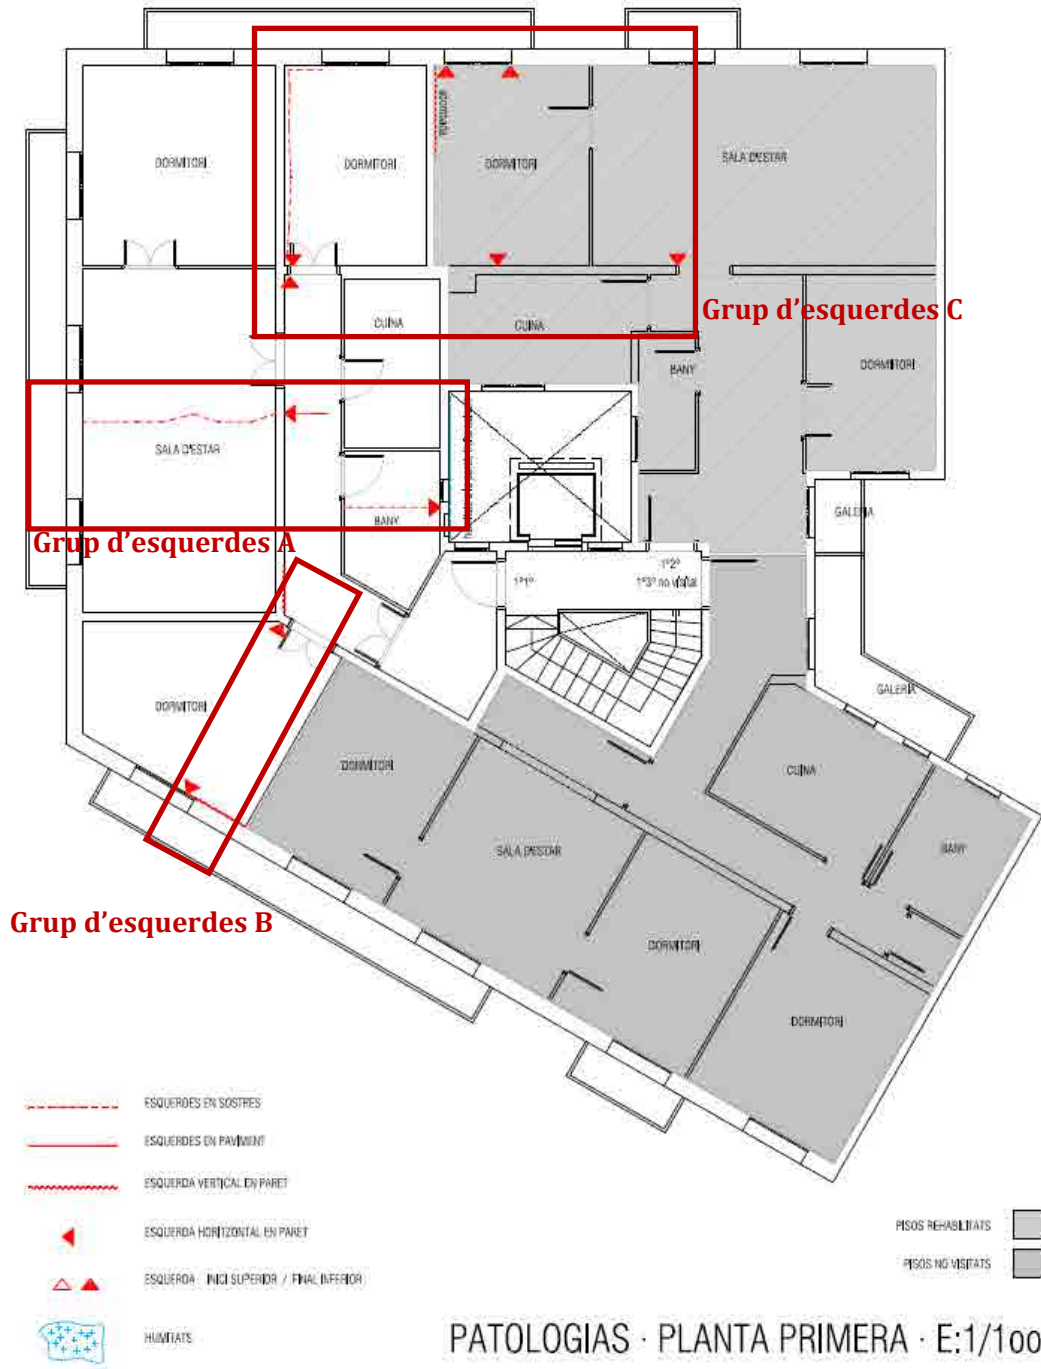 DORMITORI
DORMITORI
DORMITORI
SALA D'ESTAR
Grup d'esquerdes C
CUINA
CUINA
BANY
DORMITORI
SALA D'ESTAR
BANY
GALERIA
Grup d'esquerdes A
1º1º
1º2º
1º3º no visitat
DORMITORI
GALERIA
DORMITORI
CUINA
SALA D'ESTAR
BANY
Grup d'esquerdes B
DORMITORI
DORMITORI
ESQUERDES EN SOSTRES
ESQUERDES EN PAVIMENT
ESQUERDA VERTICAL EN PARET
ESQUERDA HORITZONTAL EN PARET
ESQUERDA : INICI SUPERIOR / FINAL INFERIOR
HUMITATS
PISOS REHABILITATS
PISOS NO VISITATS
PATOLOGIAS · PLANTA PRIMERA · E:1/100